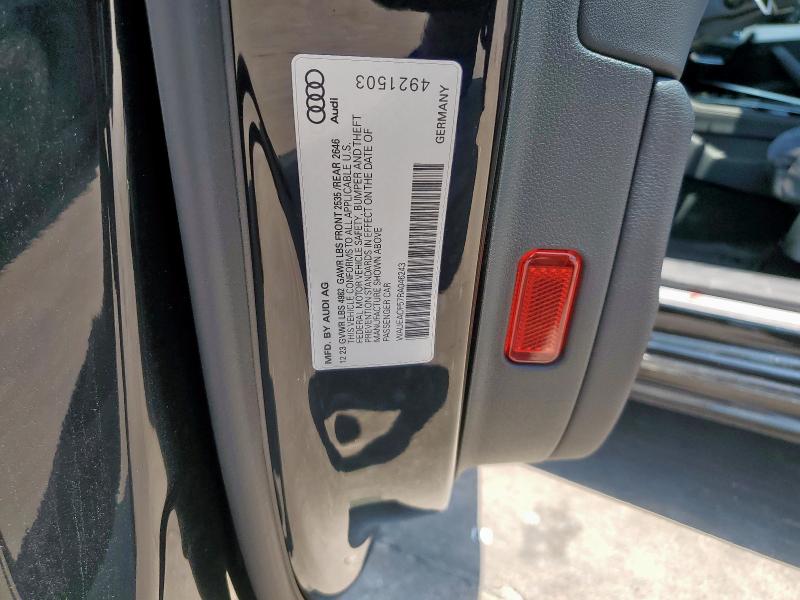 Audi
4921503
MFD. BY AUDI AG
GERMANY
12 23 GVWR LBS 4982 GAWR LBS FRONT 2535 /REAR 2646
THIS VEHICLE CONFORMS TO ALL APPLICABLE U.S.
FEDERAL MOTOR VEHICLE SAFETY, BUMPER AND THEFT
PREVENTION STANDARDS IN EFFECT ON THE DATE OF
MANUFACTURE SHOWN ABOVE
PASSENGER CAR
WAUEACF57RA046243